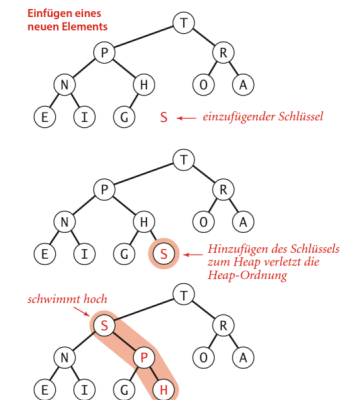 Einfügen eines
neuen Elements
T
P R
N H O A
E I G S einzufügender Schlüssel
T
P R
N H O A
E I G S Hinzufügen des Schlüssels
zum Heap verletzt die
Heap-Ordnung
schwimmt hoch
T
S R
N P O A
E I G H